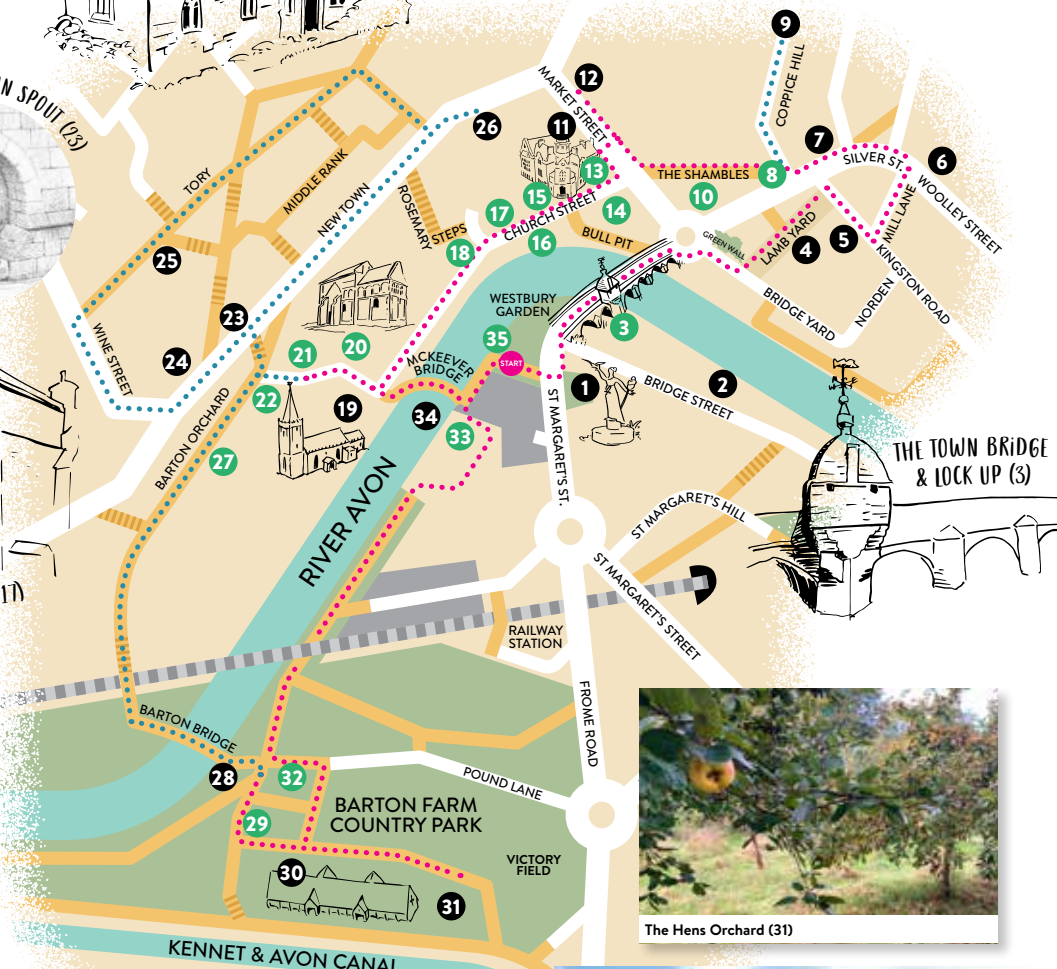 N SPOUT (23)
9
COPPICE HILL
12
MARKET STREET
11
26
7
SILVER ST.
6
WOOLLEY STREET
13
THE SHAMBLES
8
10
TORY
MIDDLE RANK
NEW TOWN
ROSEMARY
STEPS
15
17
CHURCH STREET
14
16
18
BULL PIT
GREEN WALL
LAMB YARD
4
5
MILL LANE
KINGSTON ROAD
25
WESTBURY
GARDEN
3
BRIDGE YARD
NORDEN
23
24
WINE STREET
21
20
35
START
MCKEEVER
BRIDGE
1
BRIDGE STREET
2
22
19
34
33
BARTON ORCHARD
27
ST MARGARET'S ST.
THE TOWN BRIDGE
& LOCK UP (3)
RIVER AVON
ST MARGARET'S HILL
17)
ST MARGARET'S STREET
RAILWAY
STATION
FROME ROAD
BARTON BRIDGE
28
32
POUND LANE
BARTON FARM
COUNTRY PARK
29
VICTORY
FIELD
30
31
The Hens Orchard (31)
KENNET & AVON CANAL